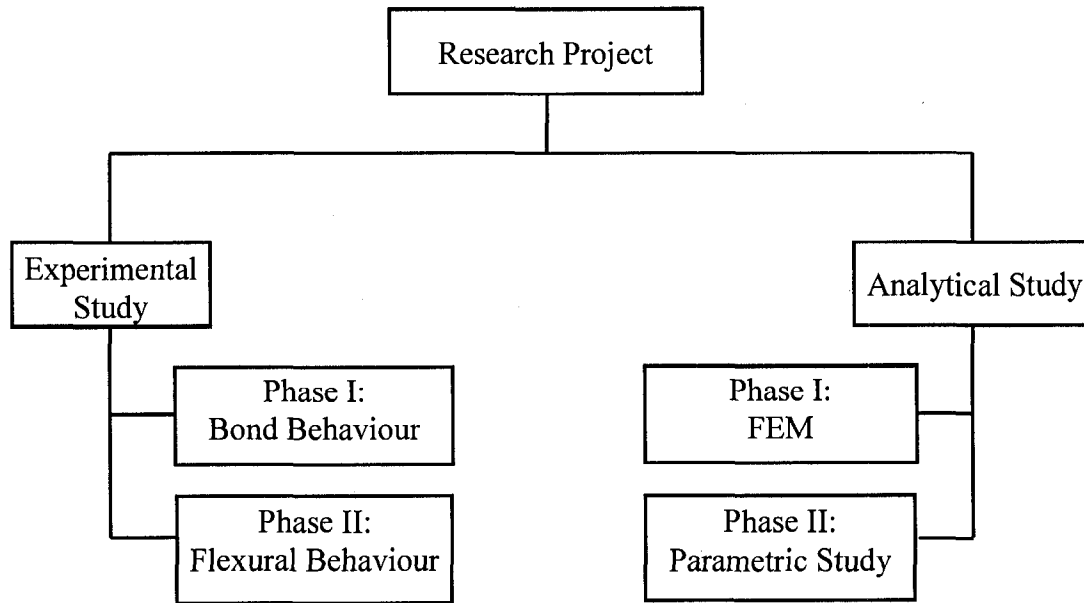 Research Project
Experimental
Study
Analytical Study
Phase I:
Bond Behaviour
Phase I:
FEM
Phase II:
Flexural Behaviour
Phase II:
Parametric Study